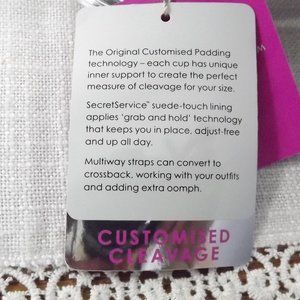 The Original Customised Padding
technology – each cup has unique
inner support to create the perfect
measure of cleavage for your size.
SecretService™ suede-touch lining
applies 'grab and hold' technology
that keeps you in place, adjust-free
and up all day.
Multiway straps can convert to
crossback, working with your outfits
and adding extra oomph.
CUSTOMISED
CLEAVAGE